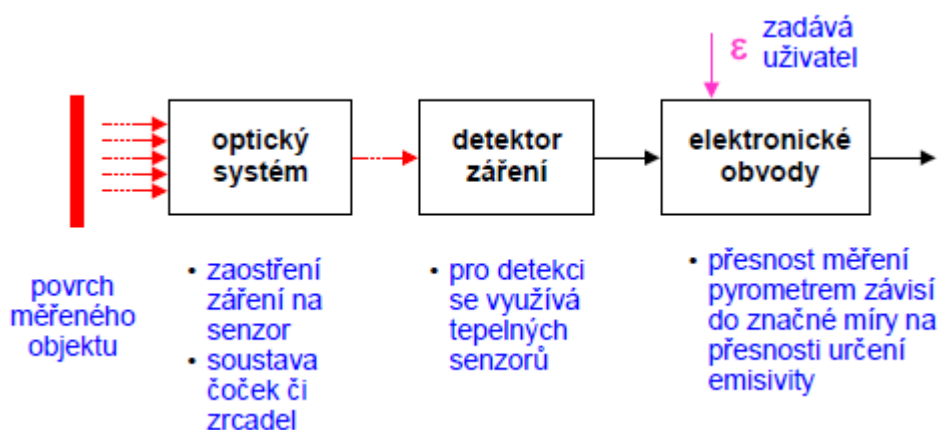 ε
zadává
uživatel
optický
systém
detektor
záření
elektronické
obvody
povrch
měřeného
objektu
• zaostření
záření na
senzor
• soustava
čoček či
zrcadel
• pro detekci
se využívá
tepelných
senzorů
• přesnost měření
pyrometrem závisí
do značné míry na
přesnosti určení
emisivity